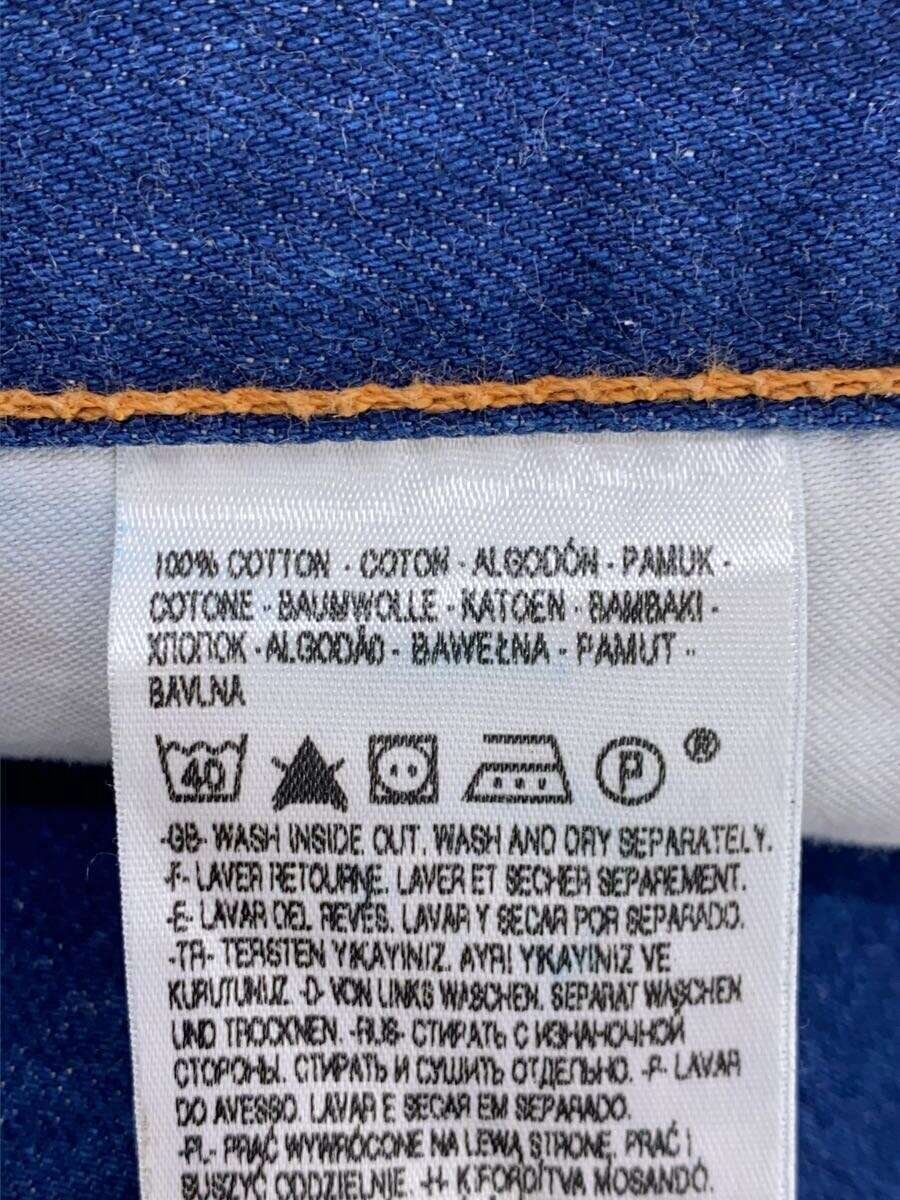 100% COTTON - COTON - ALGODÓN - PAMUK -
COTONE - BAUMWOLLE - KATOEN - BAMBAKI -
ХЛОПОК - ALGODÃO - BAWEŁNA - PAMUT -
BAVLNA
40 P ®
-GB- WASH INSIDE OUT. WASH AND DRY SEPARATELY.
-F- LAVER RETOURNE. LAVER ET SECHER SEPAREMENT.
-E- LAVAR DEL REVES. LAVAR Y SECAR POR SEPARADO.
-TR- TERSTEN YIKAYINIZ. AYRI YIKAYINIZ VE
KURUTUNUZ. -D- VON LINKS WASCHEN. SEPARAT WASCHEN
UND TROCKNEN. -RUS- СТИРАТЬ С ИЗНАНОЧНОЙ
СТОРОНЫ. СТИРАТЬ И СУШИТЬ ОТДЕЛЬНО. -P- LAVAR
DO AVESSO. LAVAR E SECAR EM SEPARADO.
-PL- PRAĆ WYWRÓCONE NA LEWĄ STRONĘ. PRAĆ I
SUSZYĆ ODDZIELNIE. -H- KIFORDÍTVA MOSANDÓ.